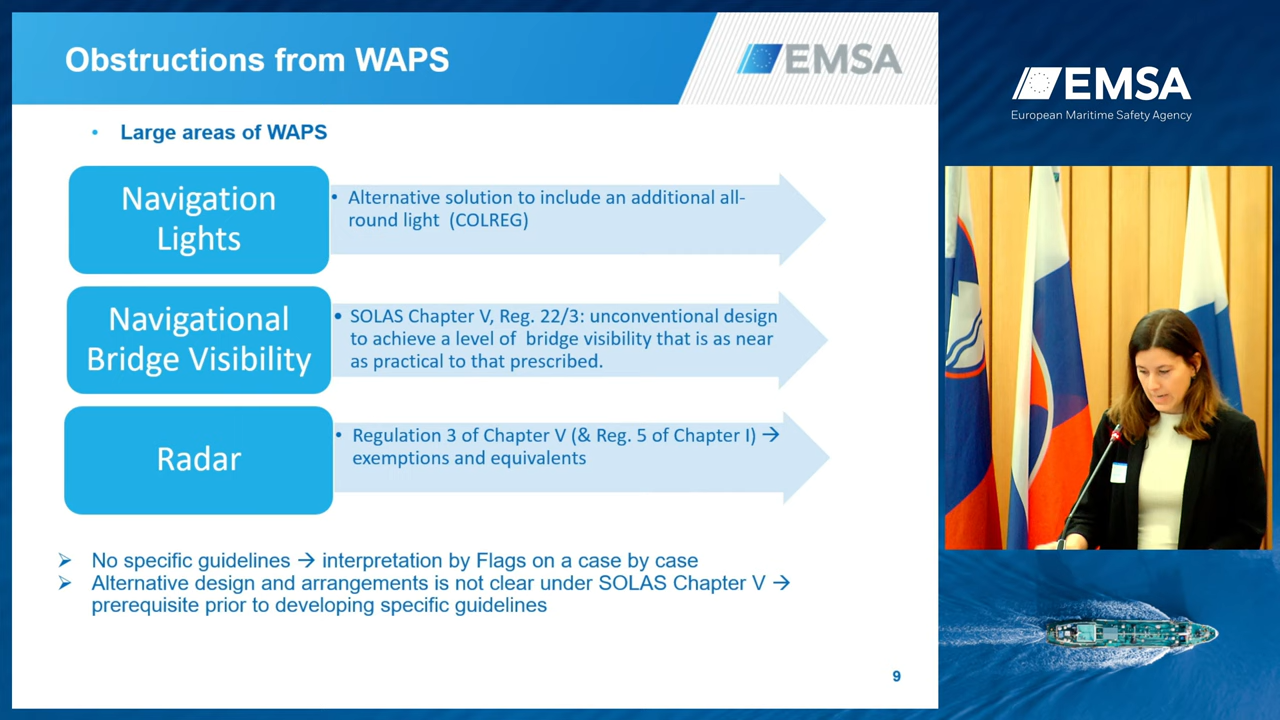 Obstructions from WAPS
EMSA
• Large areas of WAPS
Navigation
Lights
• Alternative solution to include an additional all-
round light (COLREG)
Navigational
Bridge Visibility
• SOLAS Chapter V, Reg. 22/3: unconventional design
to achieve a level of bridge visibility that is as near
as practical to that prescribed.
Radar
• Regulation 3 of Chapter V (& Reg. 5 of Chapter I) →
exemptions and equivalents
➢ No specific guidelines → interpretation by Flags on a case by case
➢ Alternative design and arrangements is not clear under SOLAS Chapter V →
prerequisite prior to developing specific guidelines
9
EMSA
European Maritime Safety Agency